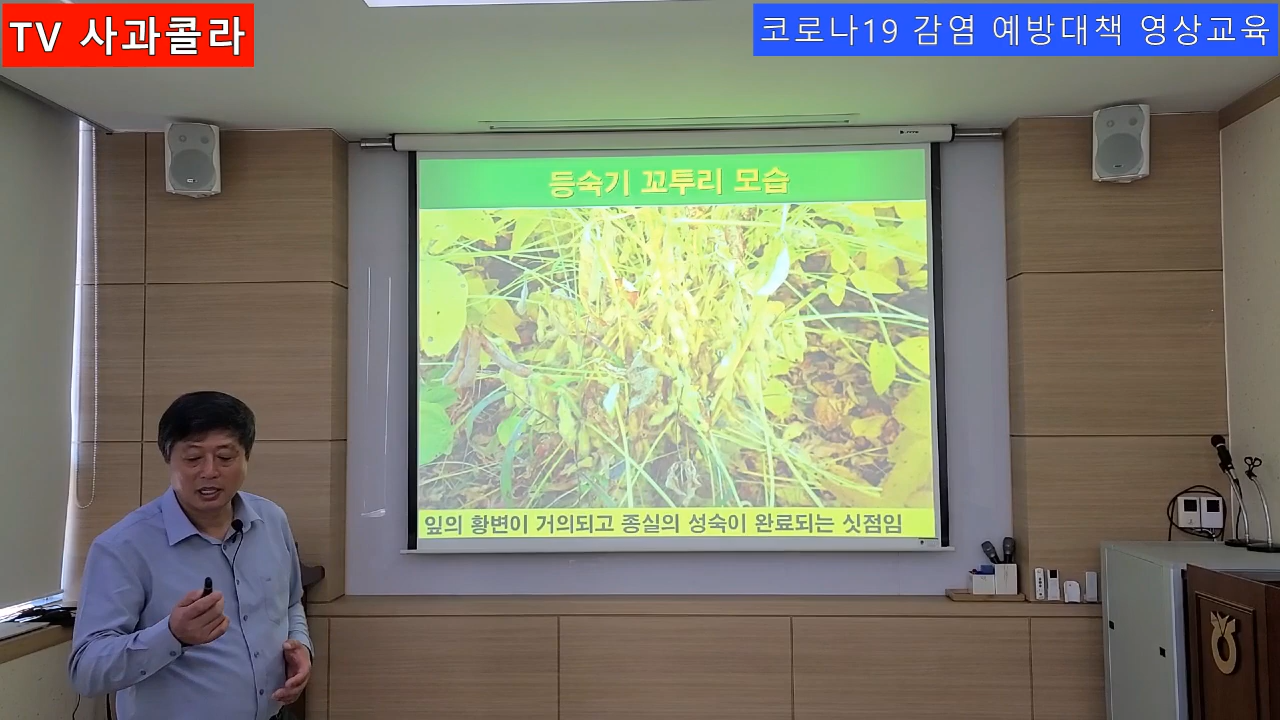 TV 사과콜라
코로나19 감염 예방대책 영상교육
등숙기 꼬투리 모습
잎의 황변이 거의되고 종실의 성숙이 완료되는 싯점임